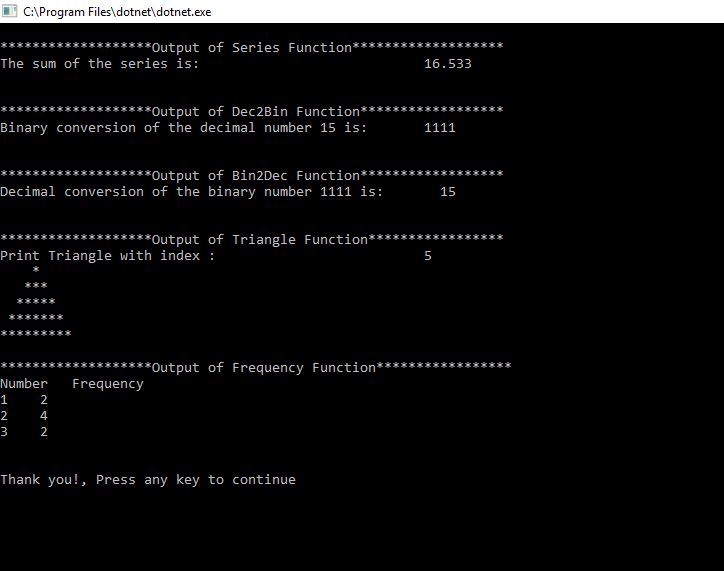 C:\Program Files\dotnet\dotnet.exe
*******************Output of Series Function*******************
The sum of the series is:                            16.533
*******************Output of Dec2Bin Function******************
Binary conversion of the decimal number 15 is:       1111
*******************Output of Bin2Dec Function******************
Decimal conversion of the binary number 1111 is:       15
*******************Output of Triangle Function*****************
Print Triangle with index :                          5
    *
   ***
  *****
 *******
*********
*******************Output of Frequency Function*****************
Number   Frequency
1    2
2    4
3    2
Thank you!, Press any key to continue